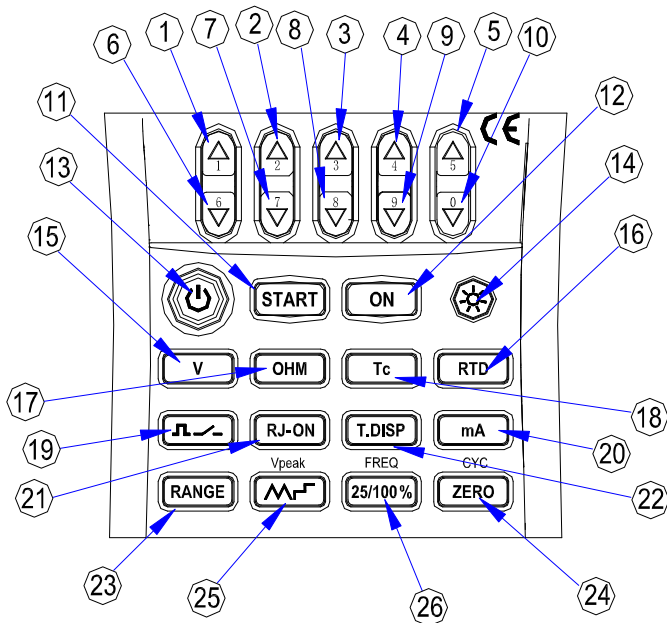 1 7 2 8 3 4 9 5 10
6
11 12
CE
1 2 3 4 5
6 7 8 9 0
13 14
15 16
START ON
V OHM Tc RTD
17 18
RJ-ON T.DISP mA
19 20
21 22
Vpeak FREQ CYC
RANGE 25/100% ZERO
23 25 26 24